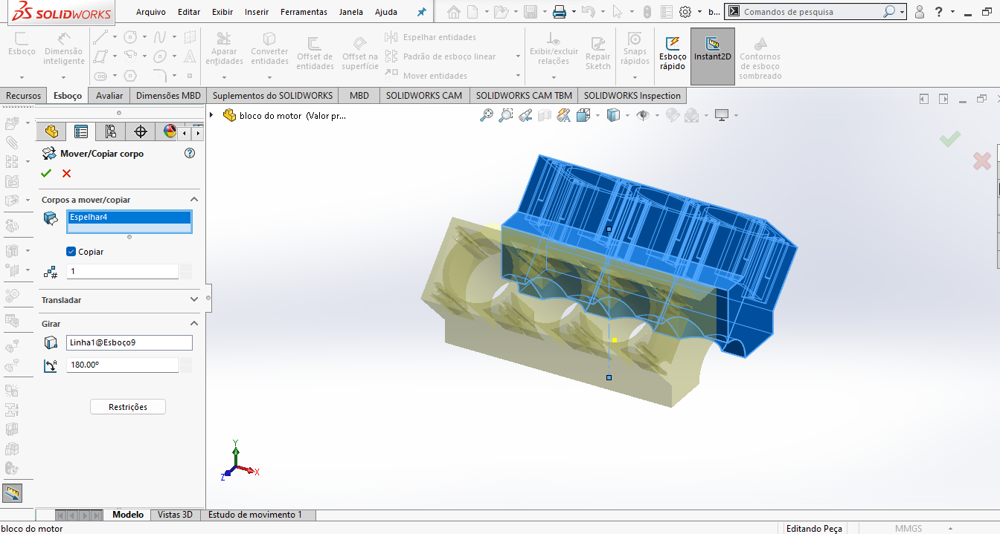 SOLIDWORKS
Arquivo Editar Exibir Inserir Ferramentas Janela Ajuda
b...
Comandos de pesquisa
?
Esboço
Dimensão inteligente
Aparar entidades
Converter entidades
Offset de entidades
Offset na superfície
Espelhar entidades
Padrão de esboço linear
Mover entidades
Exibir/excluir relações
Repair Sketch
Snaps rápidos
Esboço rápido
Instant2D
Contornos de esboço sombreado
Recursos Esboço Avaliar Dimensões MBD Suplementos do SOLIDWORKS MBD SOLIDWORKS CAM SOLIDWORKS CAM TBM SOLIDWORKS Inspection
bloco do motor (Valor pr...
Mover/Copiar corpo
?
Corpos a mover/copiar
Espelhar4
Copiar
1
Transladar
Girar
Linha1@Esboço9
180.00º
Restrições
Y
X
Z
Modelo Vistas 3D Estudo de movimento 1
bloco do motor
Editando Peça
MMGS